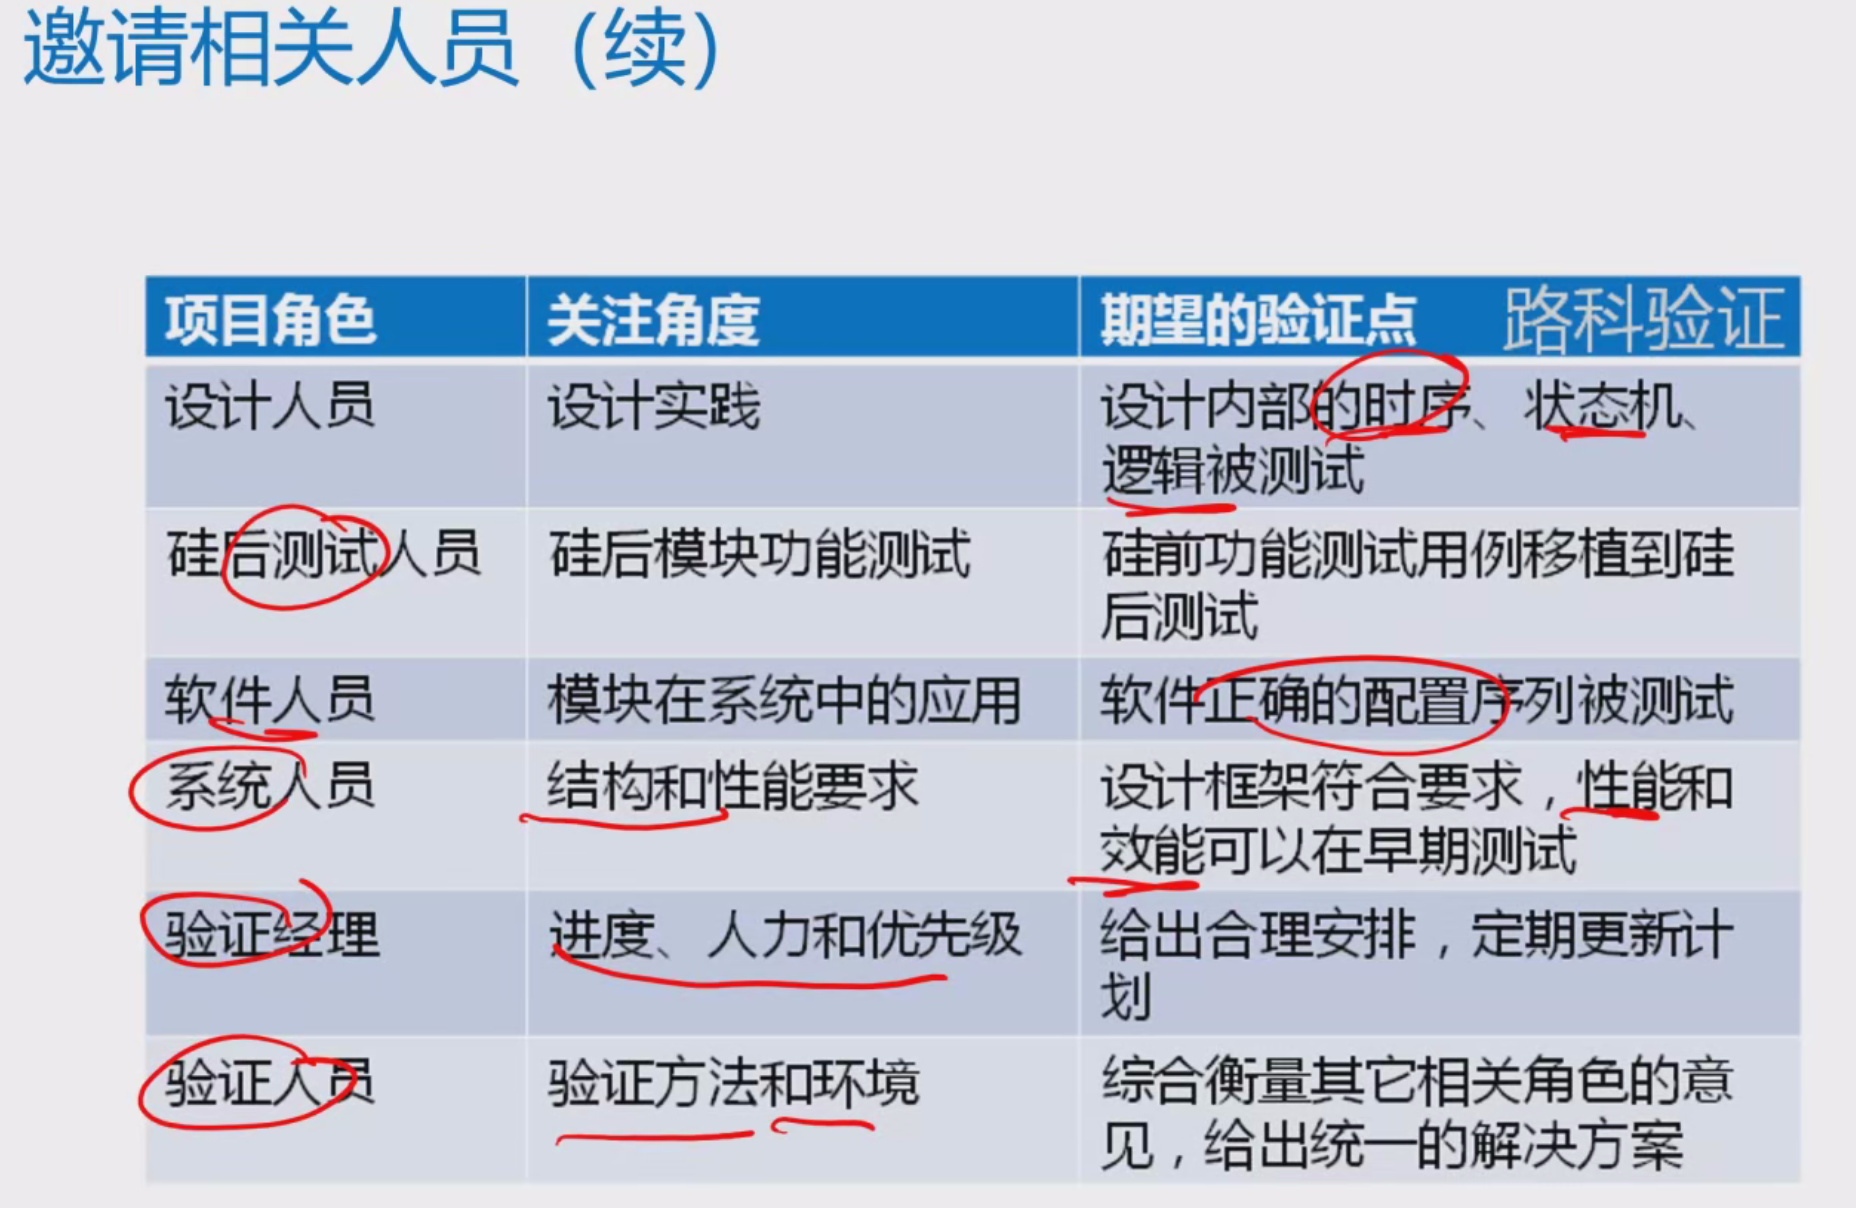 邀请相关人员（续）
项目角色
关注角度
期望的验证点
路科验证
设计人员
设计实践
设计内部的时序、状态机、
逻辑被测试
硅后测试人员
硅后模块功能测试
硅前功能测试用例移植到硅
后测试
软件人员
模块在系统中的应用
软件正确的配置序列被测试
系统人员
结构和性能要求
设计框架符合要求，性能和
效能可以在早期测试
验证经理
进度、人力和优先级
给出合理安排，定期更新计
划
验证人员
验证方法和环境
综合衡量其它相关角色的意
见，给出统一的解决方案